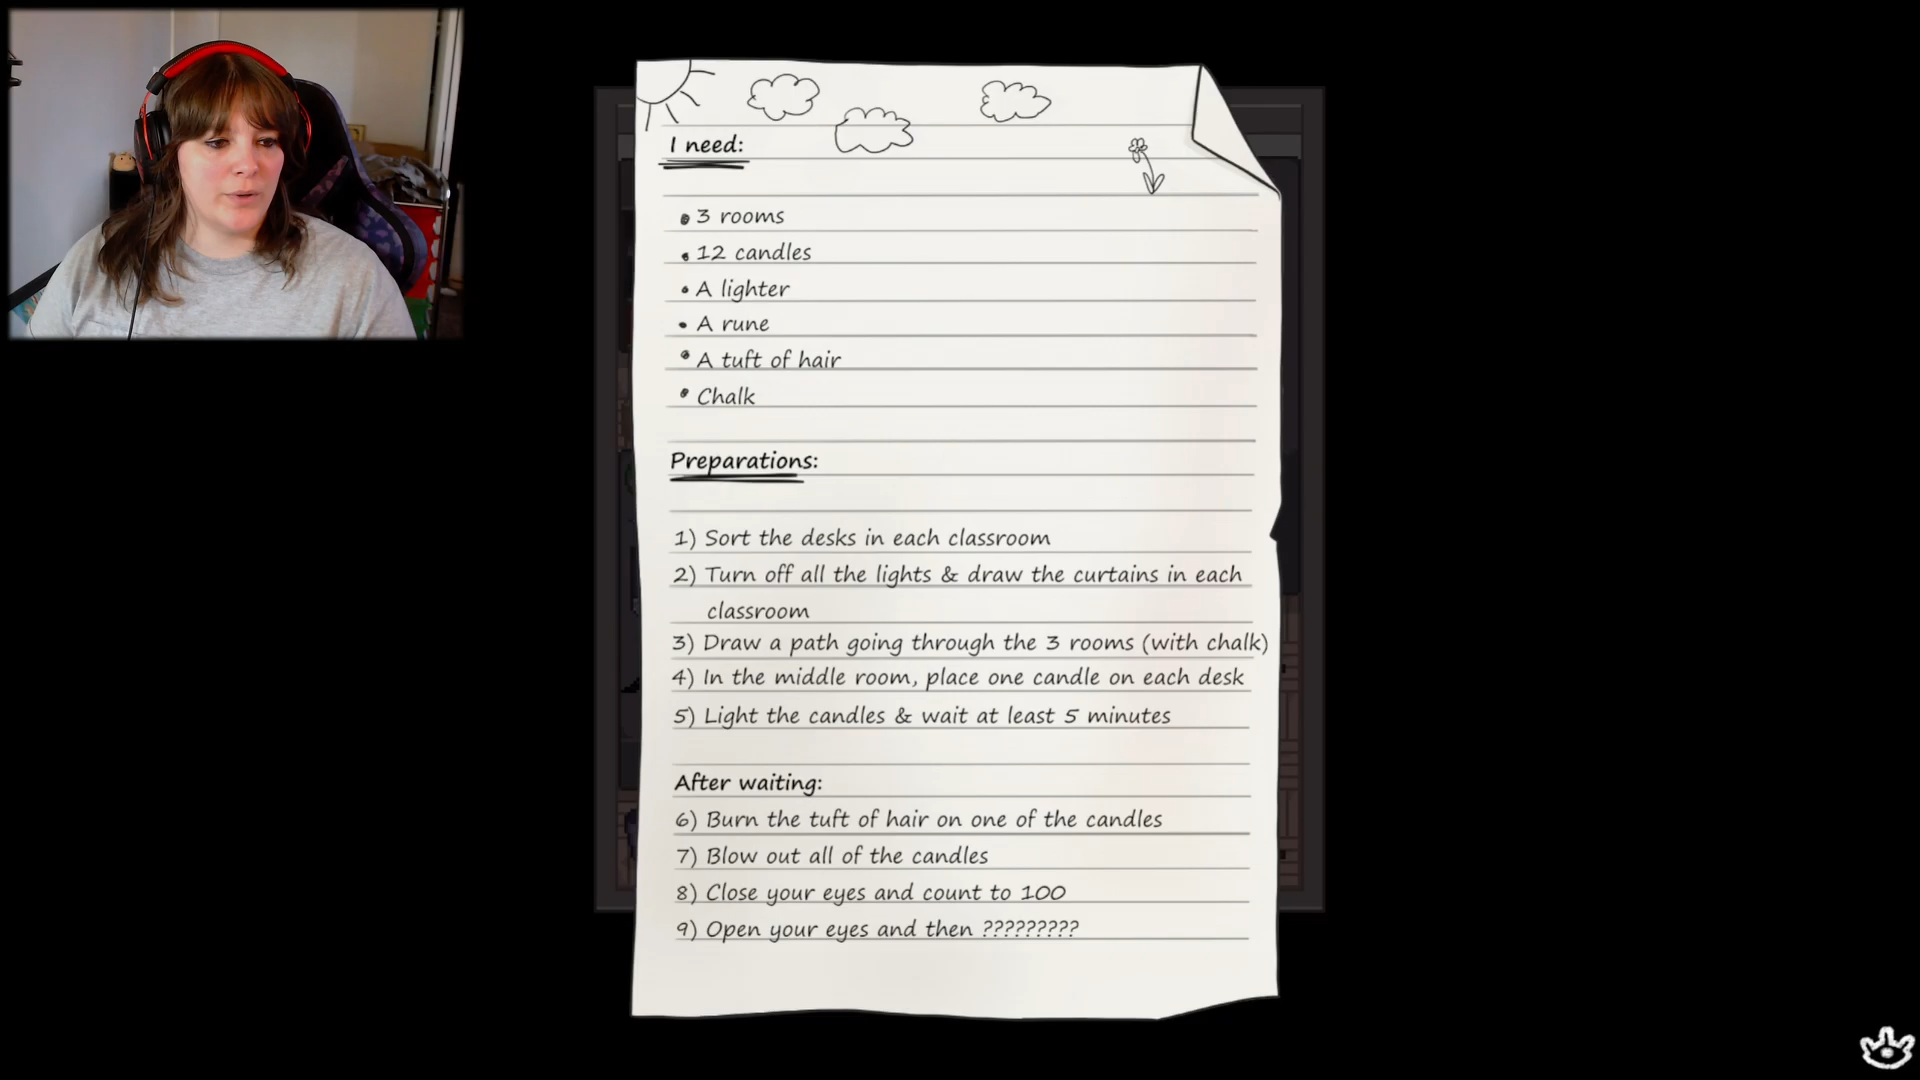 I need:
• 3 rooms
• 12 candles
• A lighter
• A rune
• A tuft of hair
• Chalk
Preparations:
1) Sort the desks in each classroom
2) Turn off all the lights & draw the curtains in each
classroom
3) Draw a path going through the 3 rooms (with chalk)
4) In the middle room, place one candle on each desk
5) Light the candles & wait at least 5 minutes
After waiting:
6) Burn the tuft of hair on one of the candles
7) Blow out all of the candles
8) Close your eyes and count to 100
9) Open your eyes and then ?????????